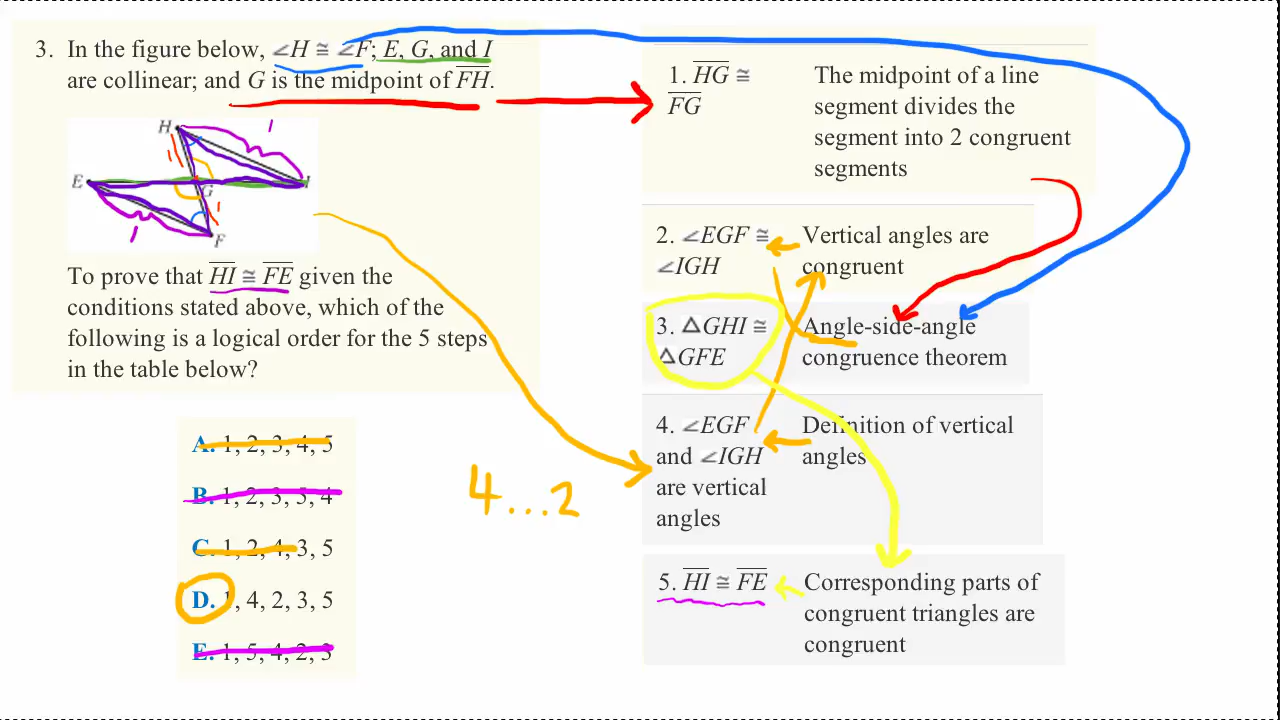 3. In the figure below, ∠H ≅ ∠F; E, G, and I
are collinear; and G is the midpoint of FH.
H
I
E
G
F
To prove that HI ≅ FE given the
conditions stated above, which of the
following is a logical order for the 5 steps
in the table below?
A. 1, 2, 3, 4, 5
B. 1, 2, 3, 5, 4
C. 1, 2, 4, 3, 5
D. 1, 4, 2, 3, 5
E. 1, 5, 4, 2, 3
4...2
1. HG ≅
FG
The midpoint of a line
segment divides the
segment into 2 congruent
segments
2. ∠EGF ≅
∠IGH
Vertical angles are
congruent
3. △GHI ≅
△GFE
Angle-side-angle
congruence theorem
4. ∠EGF
and ∠IGH
are vertical
angles
Definition of vertical
angles
5. HI ≅ FE
Corresponding parts of
congruent triangles are
congruent